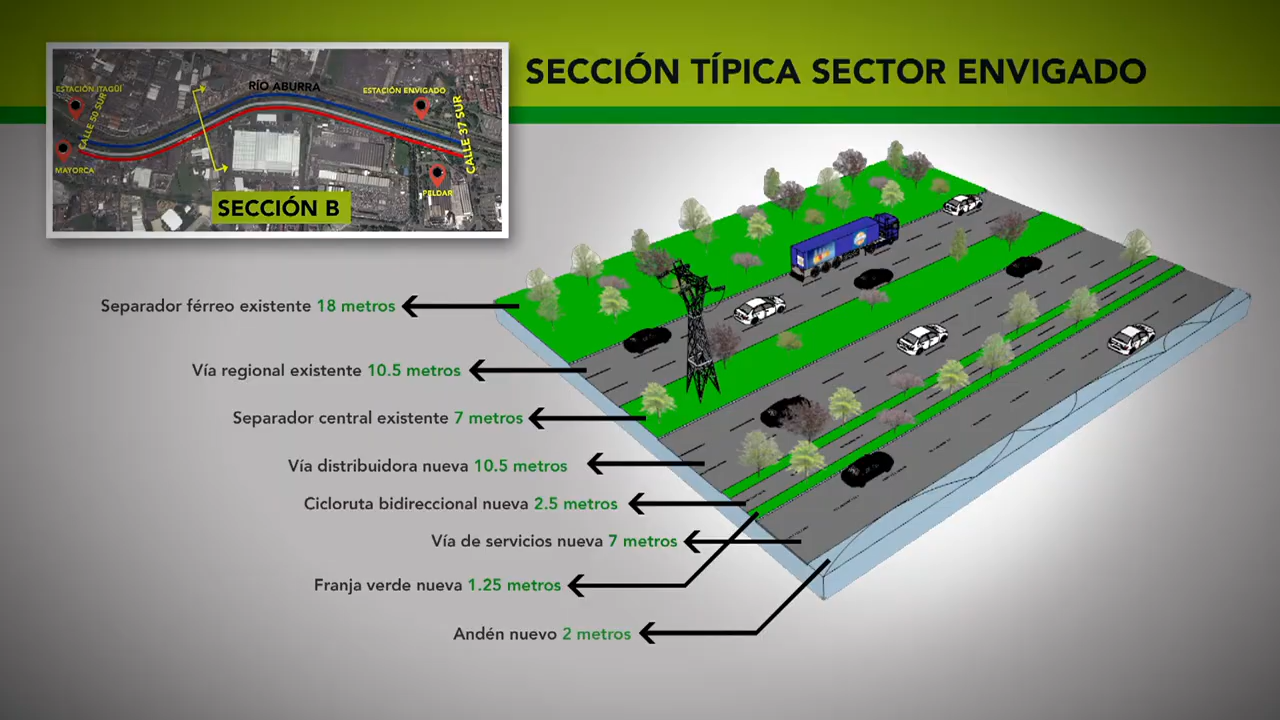 SECCIÓN TÍPICA SECTOR ENVIGADO
ESTACIÓN ITAGÜÍ
CALLE 50 SUR
MAYORCA
RÍO ABURRA
ESTACIÓN ENVIGADO
CALLE 37 SUR
PELDAR
SECCIÓN B
Separador férreo existente 18 metros
Vía regional existente 10.5 metros
Separador central existente 7 metros
Vía distribuidora nueva 10.5 metros
Cicloruta bidireccional nueva 2.5 metros
Vía de servicios nueva 7 metros
Franja verde nueva 1.25 metros
Andén nuevo 2 metros